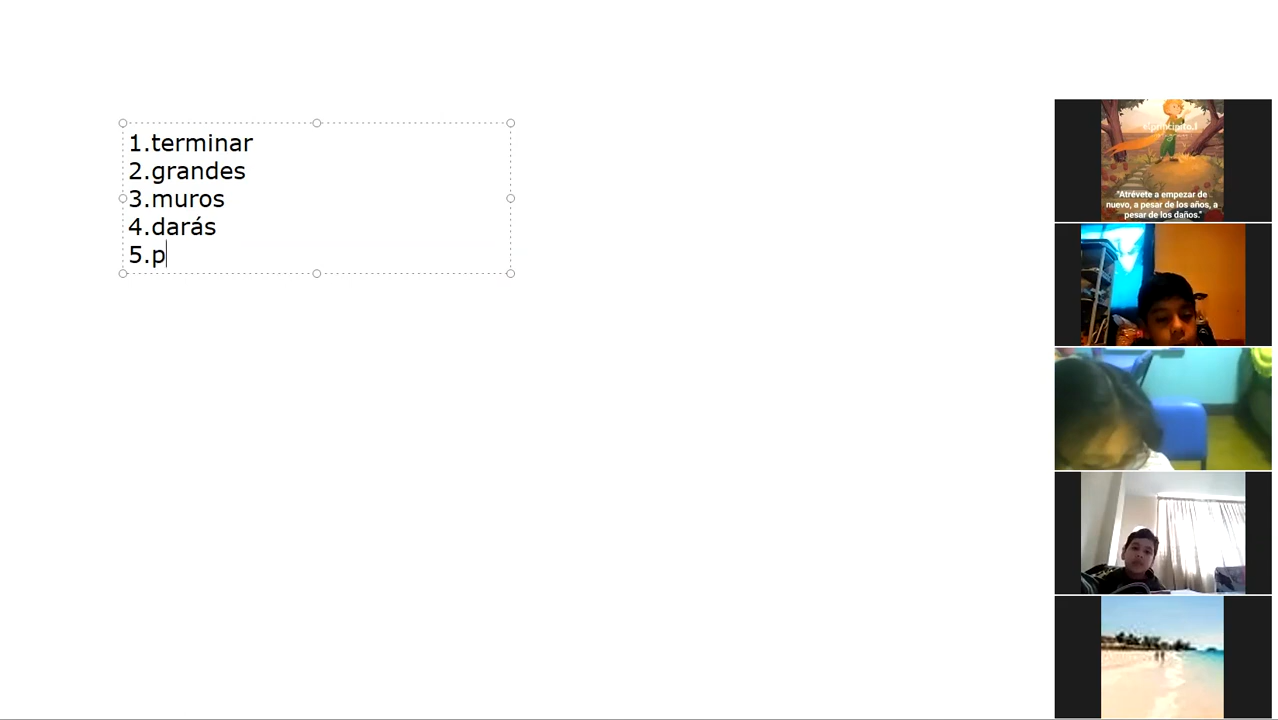 1.terminar
2.grandes
3.muros
4.darás
5.p
elprincipito.l
"Atrévete a empezar de
nuevo, a pesar de los años, a
pesar de los daños."